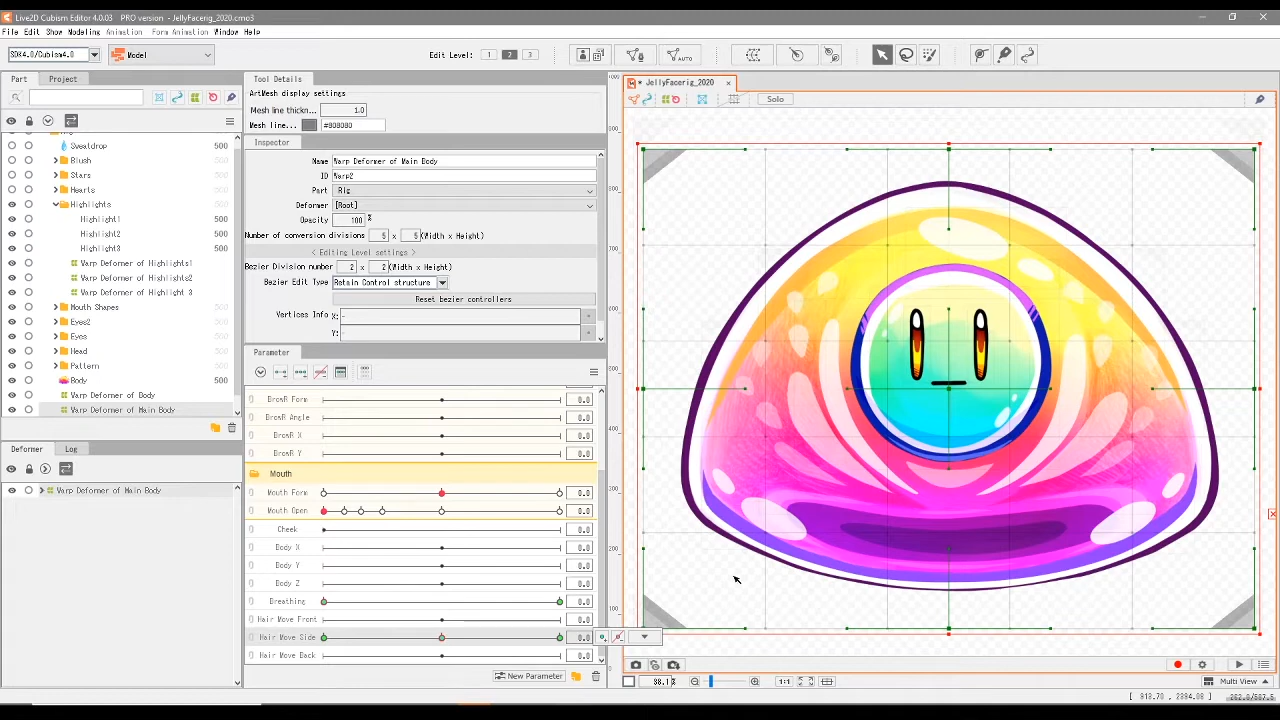 Live2D Cubism Editor 4.0.03 PRO version - JellyFacerig_2020.cmo3
File Edit Show Modeling Animation Form Animation Window Help
SDK4.0/Cubism4.0 Model Edit Level: 1 2 3 AUTO
Part Project
Sweatdrop 500
Blush
Stars
Hearts
Highlights
Highlight1 500
Highlight2 500
Highlight3 500
Warp Deformer of Highlights1
Warp Deformer of Highlights2
Warp Deformer of Highlight 3
Mouth Shapes
Eyes2
Eyes
Head
Pattern
Body 500
Warp Deformer of Body
Warp Deformer of Main Body
Deformer Log
Warp Deformer of Main Body
Tool Details
ArtMesh display settings
Mesh line thickn... 1.0
Mesh line... #808080
Inspector
Name Warp Deformer of Main Body
ID Warp2
Part Rig
Deformer [Root]
Opacity 100 %
Number of conversion divisions 5 x 5 (Width x Height)
< Editing Level settings >
Bezier Division number 2 x 2 (Width x Height)
Bezier Edit Type Retain Control structure
Reset bezier controllers
Vertices Info X: -
Y: -
Parameter
BrowR Form 0.0
BrowR Angle 0.0
BrowR X 0.0
BrowR Y 0.0
Mouth
Mouth Form 0.0
Mouth Open 0.0
Cheek 0.0
Body X 0.0
Body Y 0.0
Body Z 0.0
Breathing 0.0
Hair Move Front 0.0
Hair Move Side 0.0
Hair Move Back 0.0
New Parameter
* JellyFacerig_2020 ×
Solo
1:1
Multi View